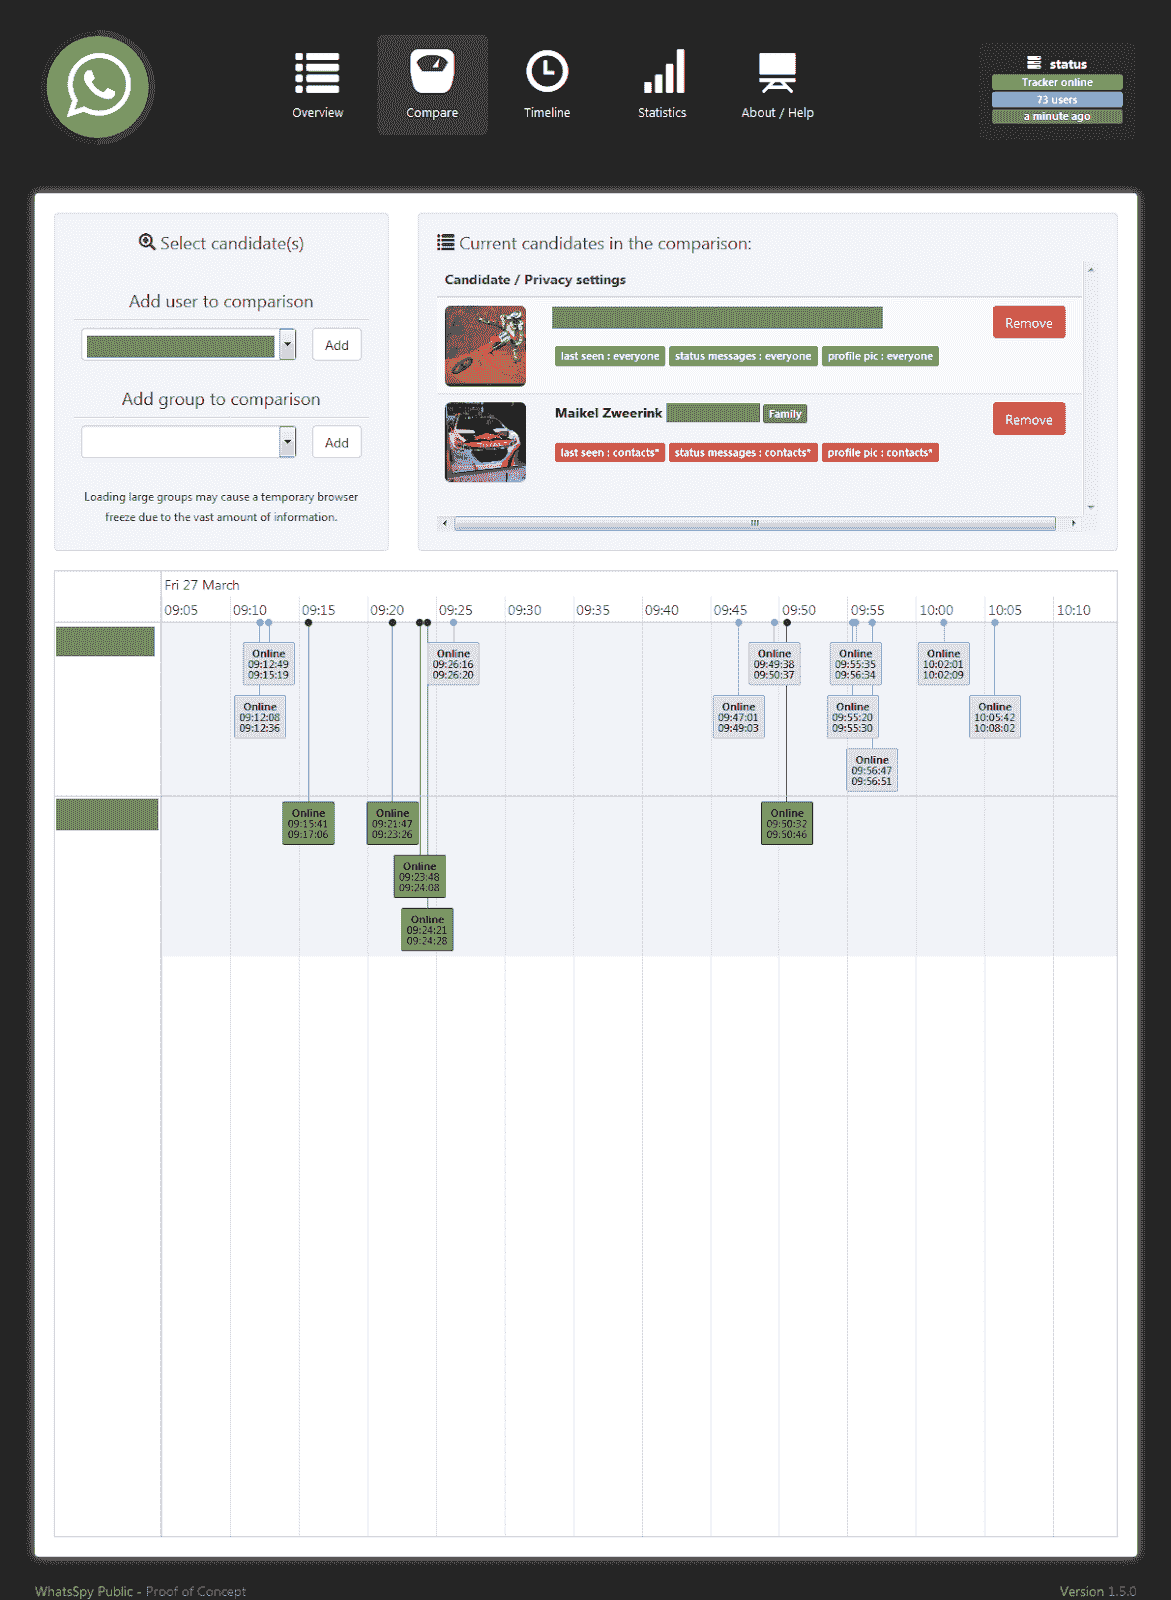 Overview
Compare
Timeline
Statistics
About / Help
status
Tracker online
73 users
a minute ago
Select candidate(s)
Add user to comparison
Add
Add group to comparison
Add
Loading large groups may cause a temporary browser
freeze due to the vast amount of information.
Current candidates in the comparison:
Candidate / Privacy settings
Remove
last seen : everyone status messages : everyone profile pic : everyone
Maikel Zweerink Family
Remove
last seen : contacts* status messages : contacts* profile pic : contacts*
Fri 27 March
09:05 09:10 09:15 09:20 09:25 09:30 09:35 09:40 09:45 09:50 09:55 10:00 10:05 10:10
Online
09:12:49
09:15:19
Online
09:26:16
09:26:20
Online
09:49:38
09:50:37
Online
09:55:35
09:56:34
Online
10:02:01
10:02:09
Online
09:12:08
09:12:36
Online
09:47:01
09:49:03
Online
09:55:20
09:55:30
Online
10:05:42
10:08:02
Online
09:56:47
09:56:51
Online
09:15:41
09:17:06
Online
09:21:47
09:23:26
Online
09:50:32
09:50:46
Online
09:23:48
09:24:08
Online
09:24:21
09:24:28
WhatsSpy Public - Proof of Concept
Version 1.5.0